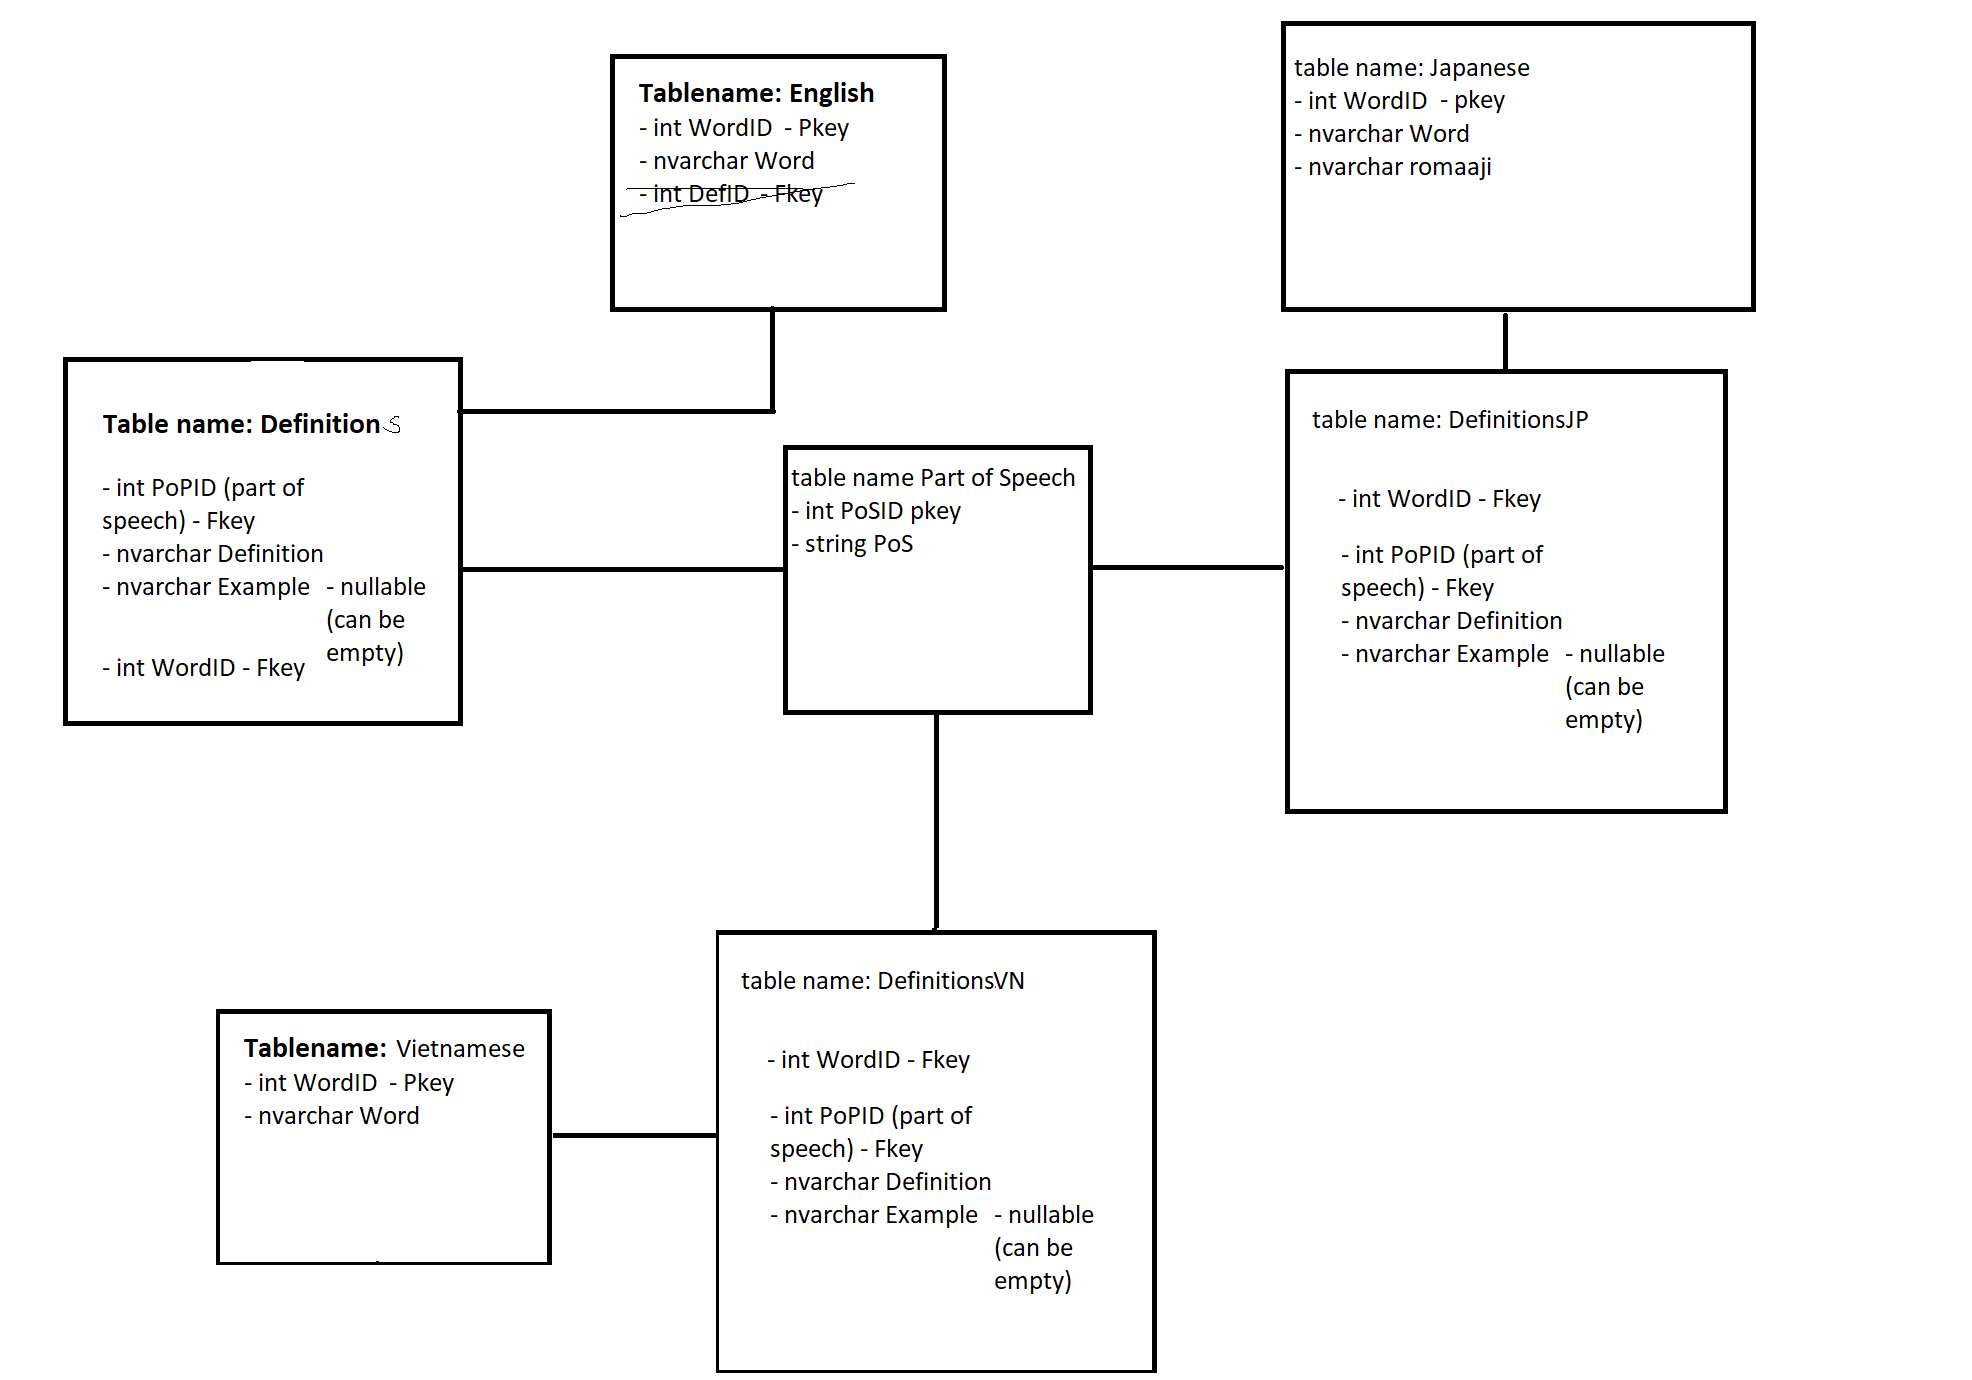 Tablename: English
- int WordID - Pkey
- nvarchar Word
- int DefID - Fkey
table name: Japanese
- int WordID - pkey
- nvarchar Word
- nvarchar romaaji
Table name: Definitions
- int PoPID (part of
speech) - Fkey
- nvarchar Definition
- nvarchar Example - nullable
(can be
empty)
- int WordID - Fkey
table name Part of Speech
- int PoSID pkey
- string PoS
table name: DefinitionsJP
- int WordID - Fkey
- int PoPID (part of
speech) - Fkey
- nvarchar Definition
- nvarchar Example - nullable
(can be
empty)
Tablename: Vietnamese
- int WordID - Pkey
- nvarchar Word
table name: DefinitionsVN
- int WordID - Fkey
- int PoPID (part of
speech) - Fkey
- nvarchar Definition
- nvarchar Example - nullable
(can be
empty)